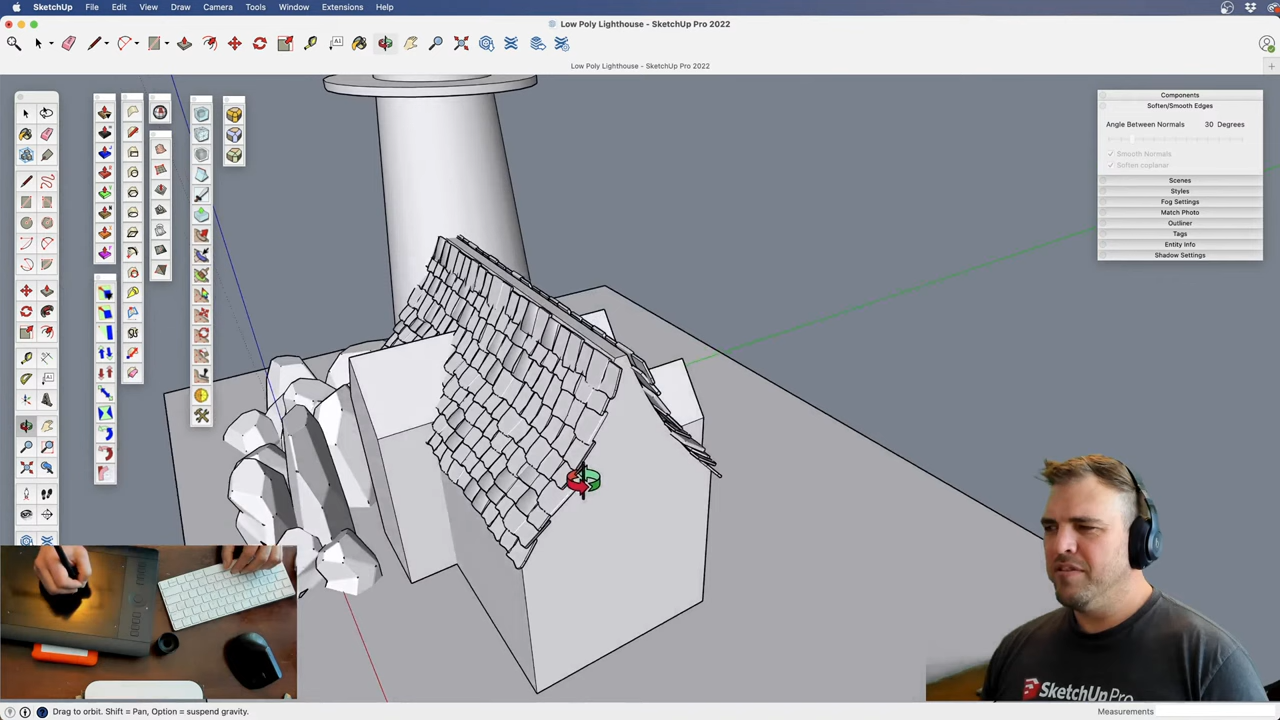 SketchUp File Edit View Draw Camera Tools Window Extensions Help
Low Poly Lighthouse - SketchUp Pro 2022
Low Poly Lighthouse - SketchUp Pro 2022
Components
Soften/Smooth Edges
Angle Between Normals 30 Degrees
Smooth Normals
Soften coplanar
Scenes
Styles
Fog Settings
Match Photo
Outliner
Tags
Entity Info
Shadow Settings
SketchUp Pro
Drag to orbit. Shift = Pan, Option = suspend gravity.
Measurements